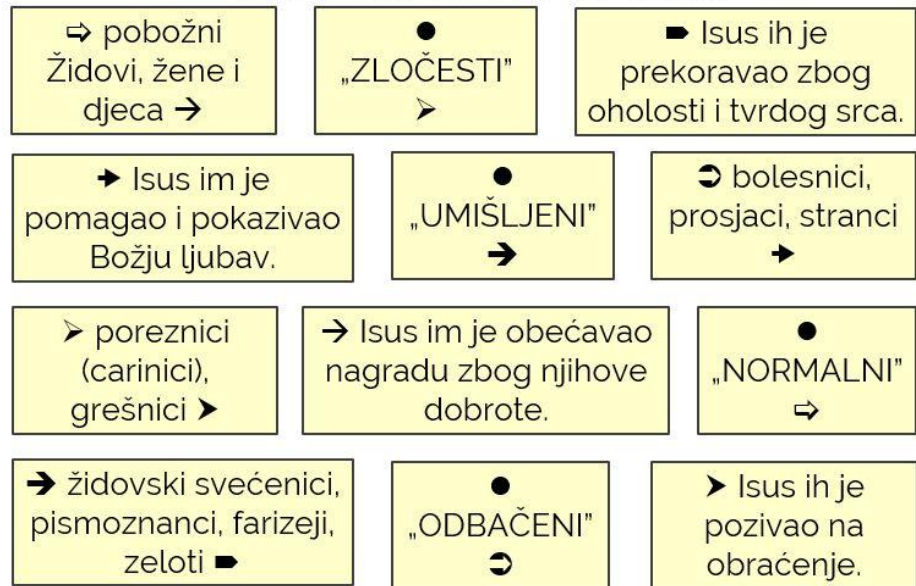 ⇨ pobožni
Židovi, žene i
djeca →
●
„ZLOČESTI”
➢
➨ Isus ih je
prekoravao zbog
oholosti i tvrdog srca.
➜ Isus im je
pomagao i pokazivao
Božju ljubav.
●
„UMIŠLJENI”
➔
➲ bolesnici,
prosjaci, stranci
➜
➢ poreznici
(carinici),
grešnici ➤
→ Isus im je obećavao
nagradu zbog njihove
dobrote.
●
„NORMALNI”
⇨
➔ židovski svećenici,
pismoznanci, farizeji,
zeloti ➨
●
„ODBAČENI”
➲
➤ Isus ih je
pozivao na
obraćenje.